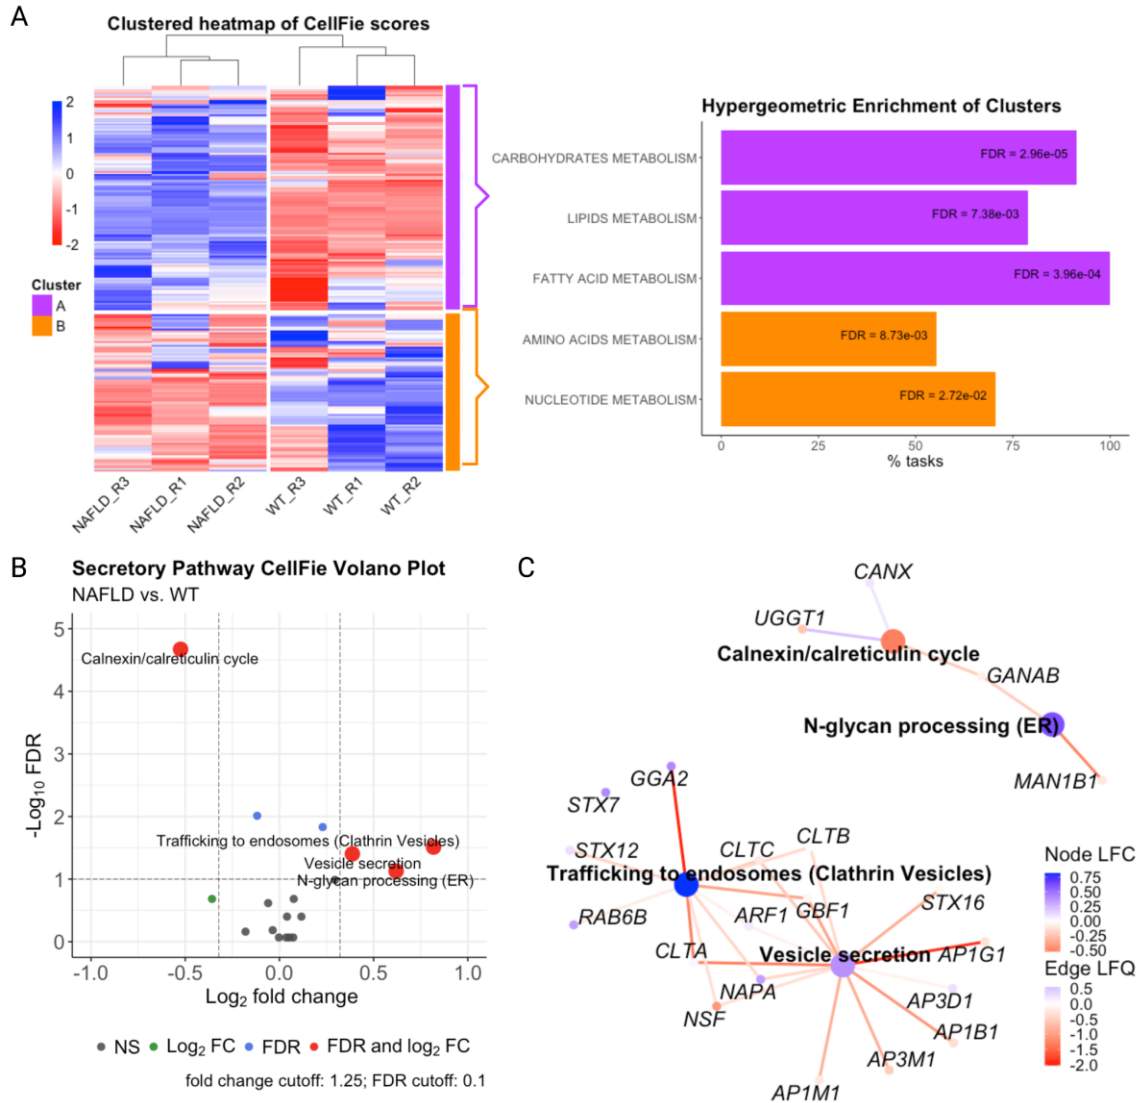 A
Clustered heatmap of CellFie scores
2
1
0
-1
-2
Cluster
A
B
NAFLD_R3
NAFLD_R1
NAFLD_R2
WT_R3
WT_R1
WT_R2
Hypergeometric Enrichment of Clusters
CARBOHYDRATES METABOLISM
FDR = 2.96e-05
LIPIDS METABOLISM
FDR = 7.38e-03
FATTY ACID METABOLISM
FDR = 3.96e-04
AMINO ACIDS METABOLISM
FDR = 8.73e-03
NUCLEOTIDE METABOLISM
FDR = 2.72e-02
0 25 50 75 100
% tasks
B
Secretory Pathway CellFie Volano Plot
NAFLD vs. WT
5
4
3
2
1
0
-Log10 FDR
Calnexin/calreticulin cycle
Trafficking to endosomes (Clathrin Vesicles)
Vesicle secretion
N-glycan processing (ER)
-1.0 -0.5 0.0 0.5 1.0
Log2 fold change
NS Log2 FC FDR FDR and log2 FC
fold change cutoff: 1.25; FDR cutoff: 0.1
C
CANX
UGGT1
Calnexin/calreticulin cycle
GANAB
N-glycan processing (ER)
MAN1B1
GGA2
STX7
STX12
CLTC
CLTB
Trafficking to endosomes (Clathrin Vesicles)
RAB6B
ARF1
GBF1
STX16
CLTA
Vesicle secretion
AP1G1
NAPA
AP3D1
NSF
AP1B1
AP3M1
AP1M1
Node LFC
0.75
0.50
0.25
0.00
-0.25
-0.50
Edge LFQ
0.5
0.0
-0.5
-1.0
-1.5
-2.0